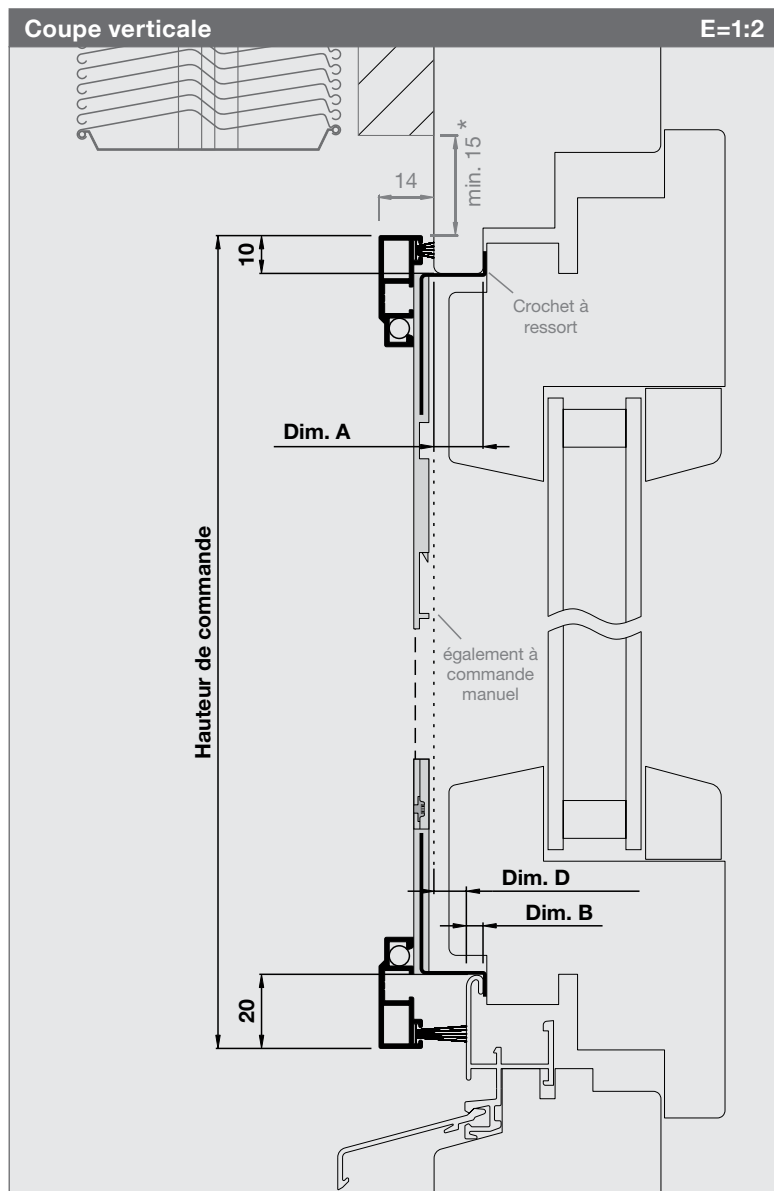 Coupe verticale
E=1:2
14
min. 15*
10
Crochet à
ressort
Dim. A
Hauteur de commande
également à
commande
manuel
Dim. D
Dim. B
20